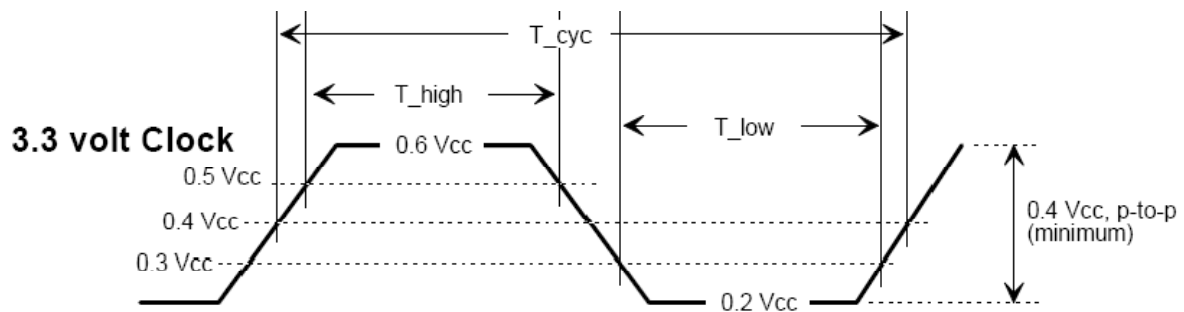 T_cyc
T_high
T_low
3.3 volt Clock
0.6 Vcc
0.5 Vcc
0.4 Vcc
0.4 Vcc, p-to-p
(minimum)
0.3 Vcc
0.2 Vcc